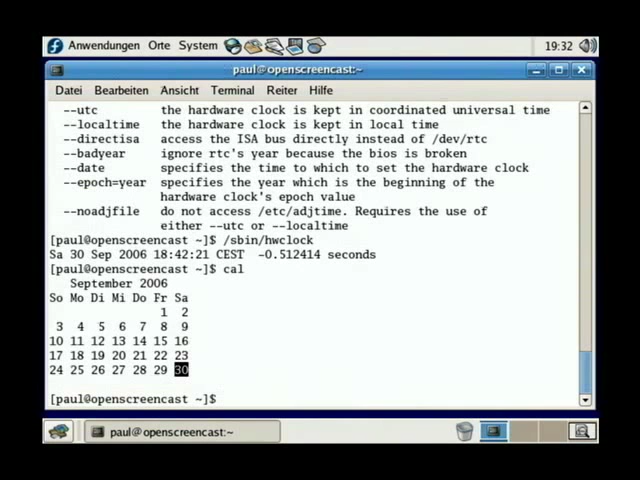 Anwendungen Orte System 19:32
paul@openscreencast:~
Datei Bearbeiten Ansicht Terminal Reiter Hilfe
--utc the hardware clock is kept in coordinated universal time
--localtime the hardware clock is kept in local time
--directisa access the ISA bus directly instead of /dev/rtc
--badyear ignore rtc's year because the bios is broken
--date specifies the time to which to set the hardware clock
--epoch=year specifies the year which is the beginning of the
hardware clock's epoch value
--noadjfile do not access /etc/adjtime. Requires the use of
either --utc or --localtime
[paul@openscreencast ~]$ /sbin/hwclock
Sa 30 Sep 2006 18:42:21 CEST -0.512414 seconds
[paul@openscreencast ~]$ cal
September 2006
So Mo Di Mi Do Fr Sa
1 2
3 4 5 6 7 8 9
10 11 12 13 14 15 16
17 18 19 20 21 22 23
24 25 26 27 28 29 30
[paul@openscreencast ~]$
paul@openscreencast:~